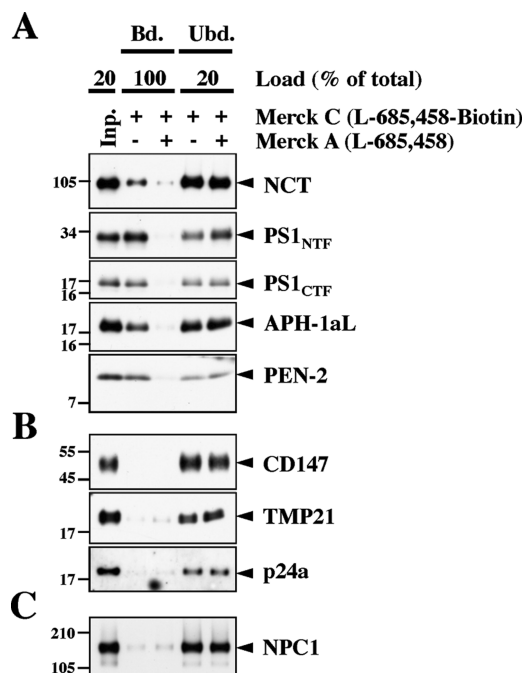 A
Bd. Ubd.
20 100 20 Load (% of total)
Inp. + + + + Merck C (L-685,458-Biotin)
- + - + Merck A (L-685,458)
105 NCT
34 PS1NTF
17 PS1CTF
16
17 APH-1aL
16
PEN-2
7
B
55
CD147
45
TMP21
17
p24a
17
C
210
NPC1
105